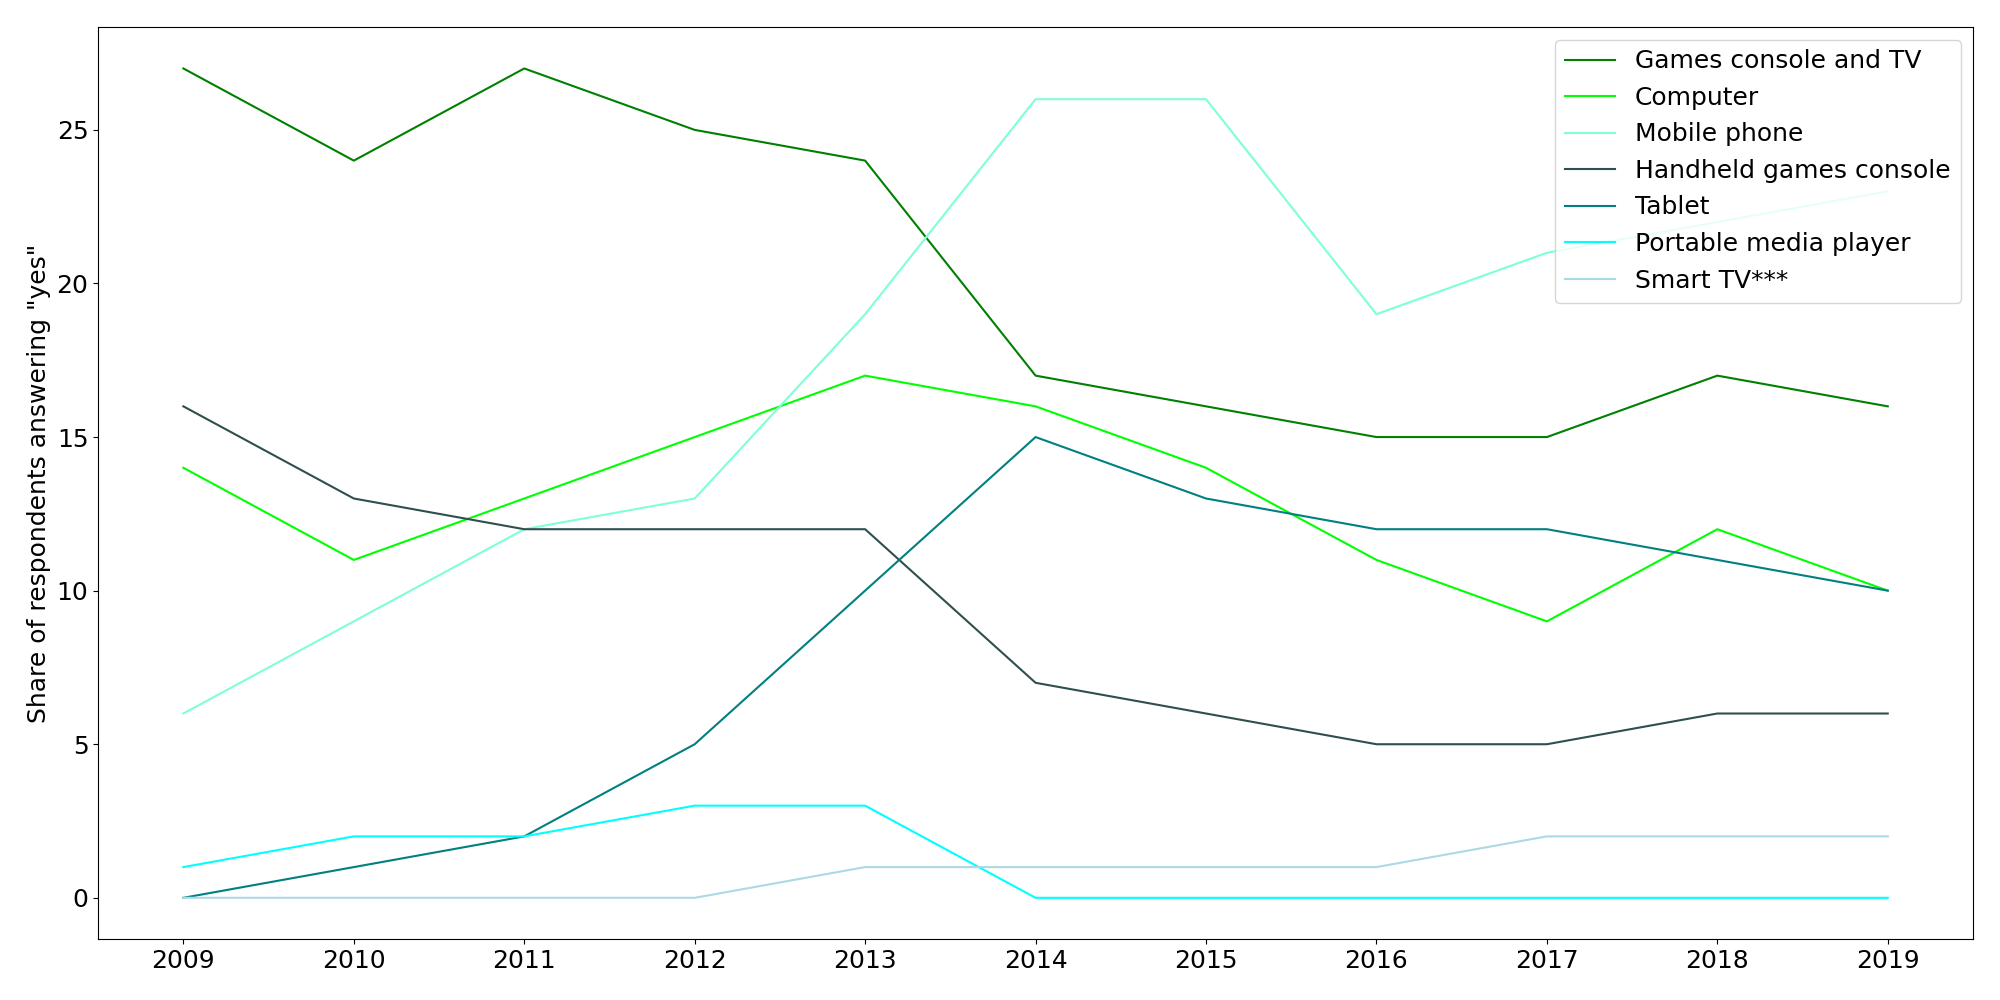 Share of respondents answering "yes"
25
20
15
10
5
0
2009 2010 2011 2012 2013 2014 2015 2016 2017 2018 2019
Games console and TV
Computer
Mobile phone
Handheld games console
Tablet
Portable media player
Smart TV***